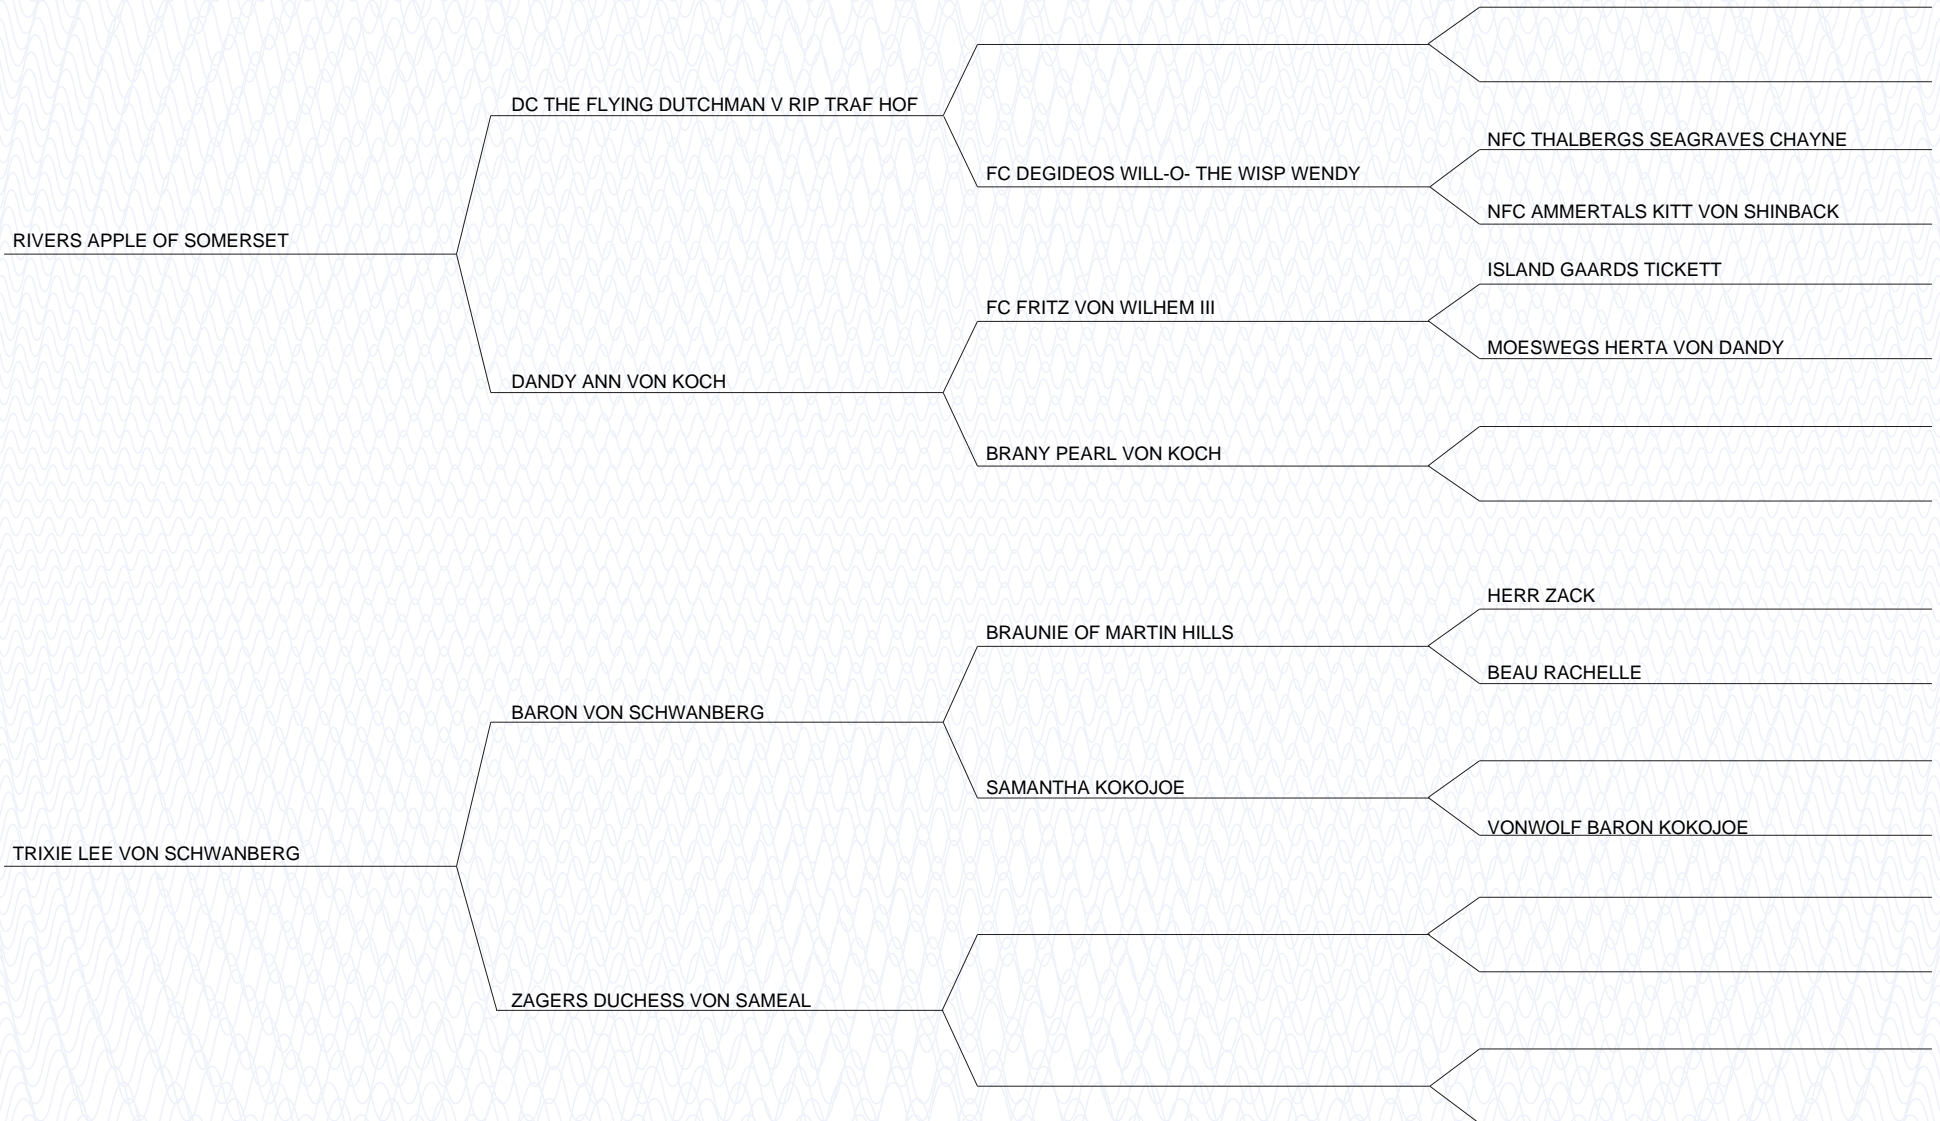 DC THE FLYING DUTCHMAN V RIP TRAF HOF
NFC THALBERGS SEAGRAVES CHAYNE
FC DEGIDEOS WILL-O- THE WISP WENDY
NFC AMMERTALS KITT VON SHINBACK
RIVERS APPLE OF SOMERSET
ISLAND GAARDS TICKETT
FC FRITZ VON WILHEM III
MOESWEGS HERTA VON DANDY
DANDY ANN VON KOCH
BRANY PEARL VON KOCH
HERR ZACK
BRAUNIE OF MARTIN HILLS
BEAU RACHELLE
BARON VON SCHWANBERG
SAMANTHA KOKOJOE
VONWOLF BARON KOKOJOE
TRIXIE LEE VON SCHWANBERG
ZAGERS DUCHESS VON SAMEAL